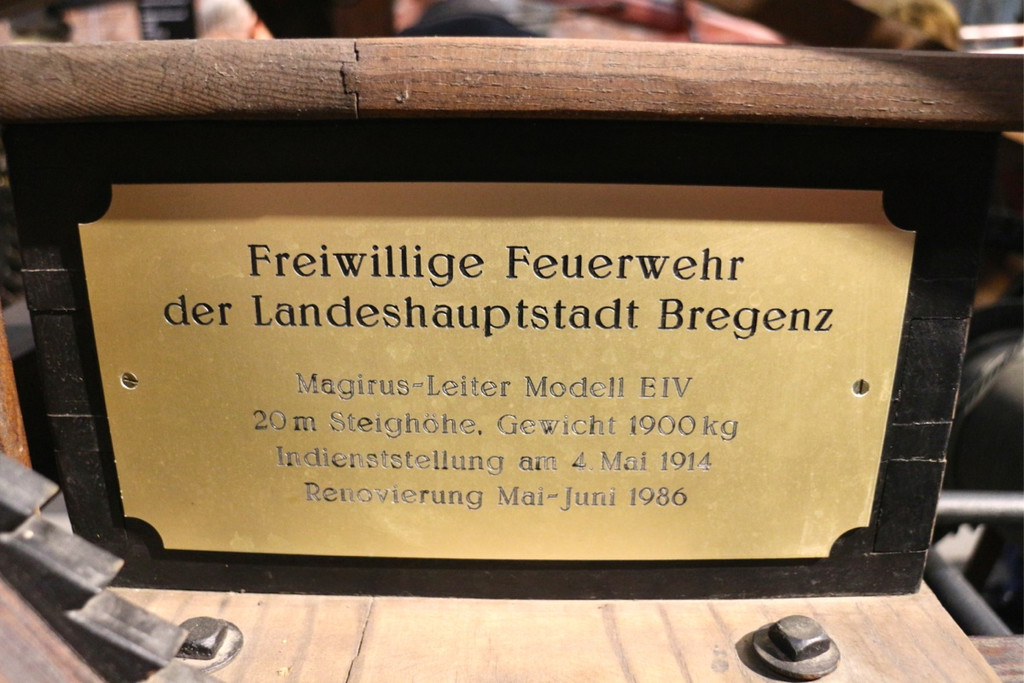 Freiwillige Feuerwehr
der Landeshauptstadt Bregenz
Magirus-Leiter Modell EIV
20 m Steighöhe, Gewicht 1900 kg
Indienststellung am 4. Mai 1914
Renovierung Mai-Juni 1986